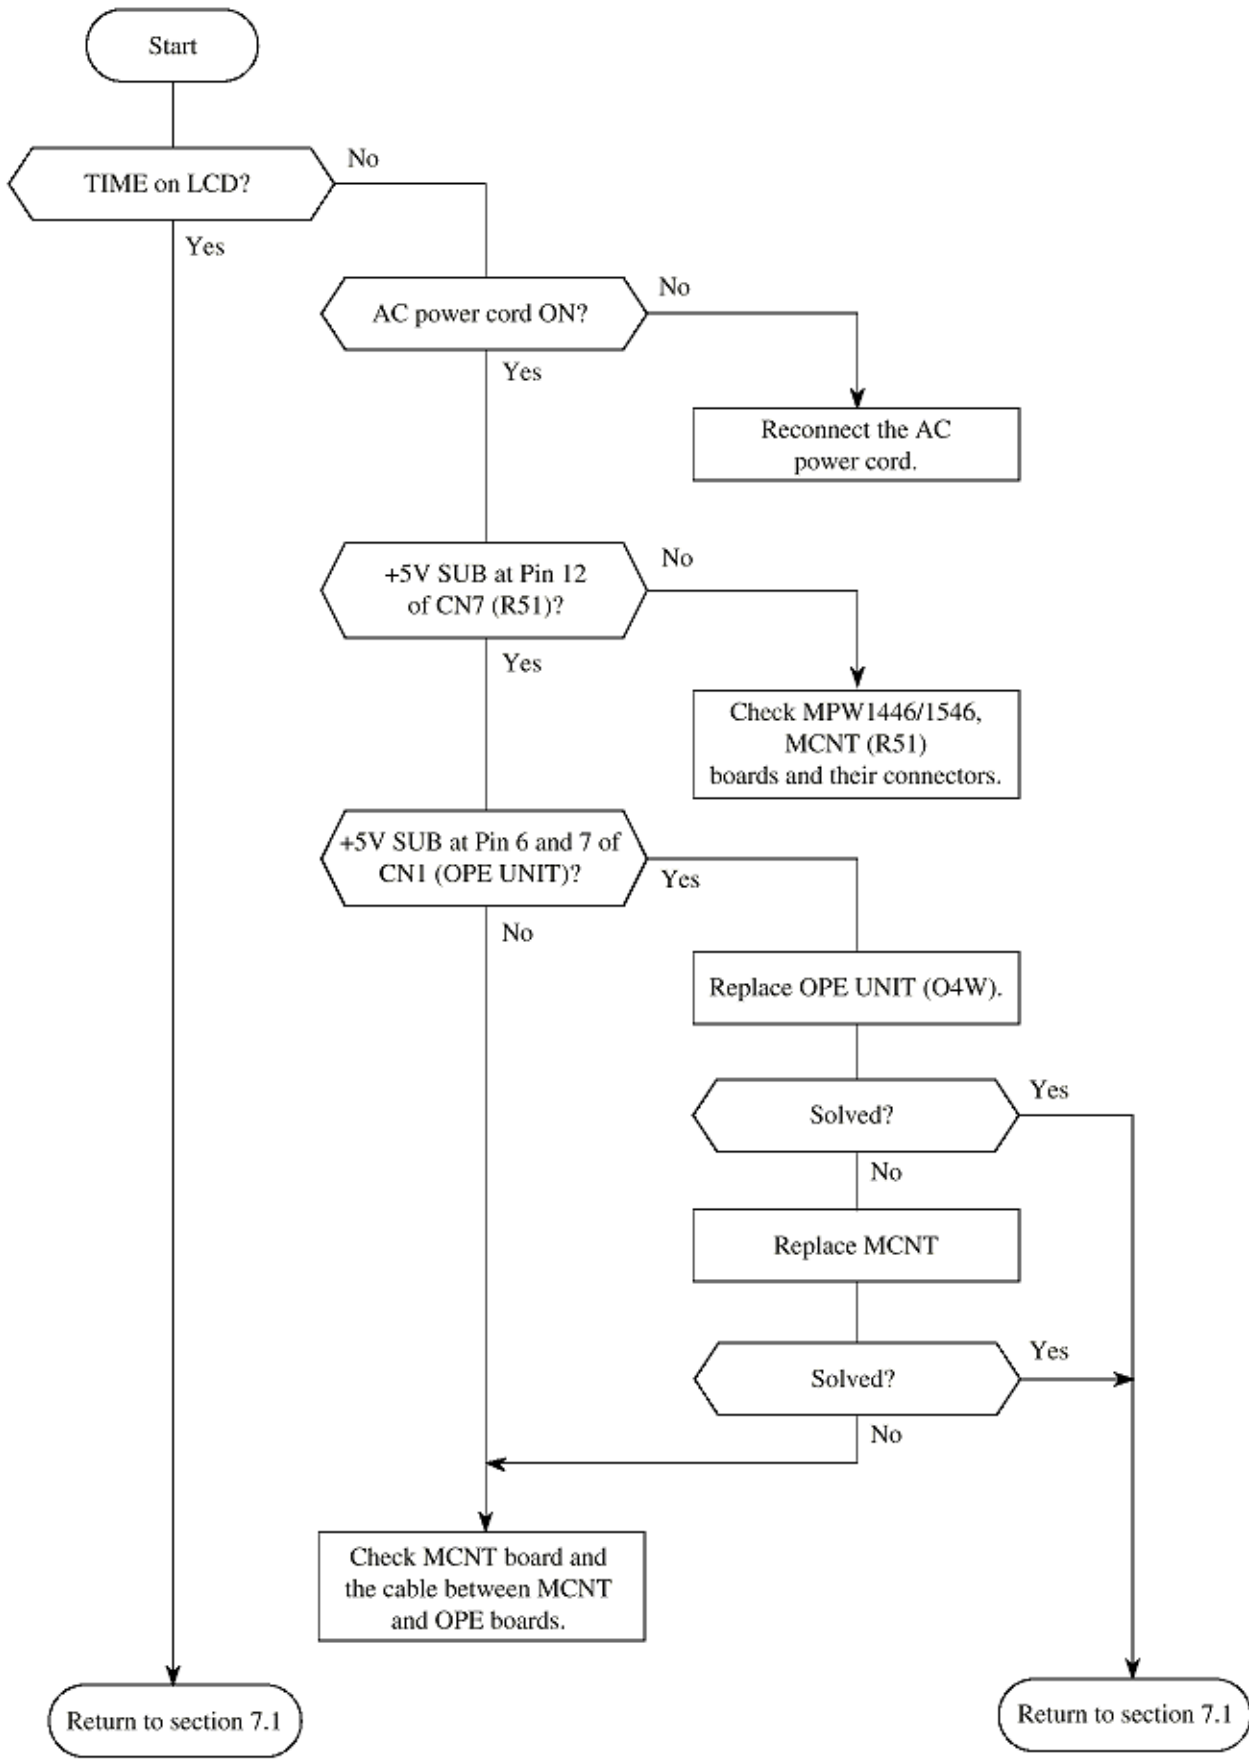 Start
TIME on LCD?
No
Yes
AC power cord ON?
No
Yes
Reconnect the AC
power cord.
+5V SUB at Pin 12
of CN7 (R51)?
No
Yes
Check MPW1446/1546,
MCNT (R51)
boards and their connectors.
+5V SUB at Pin 6 and 7 of
CN1 (OPE UNIT)?
Yes
No
Replace OPE UNIT (O4W).
Solved?
Yes
No
Replace MCNT
Solved?
Yes
No
Check MCNT board and
the cable between MCNT
and OPE boards.
Return to section 7.1
Return to section 7.1